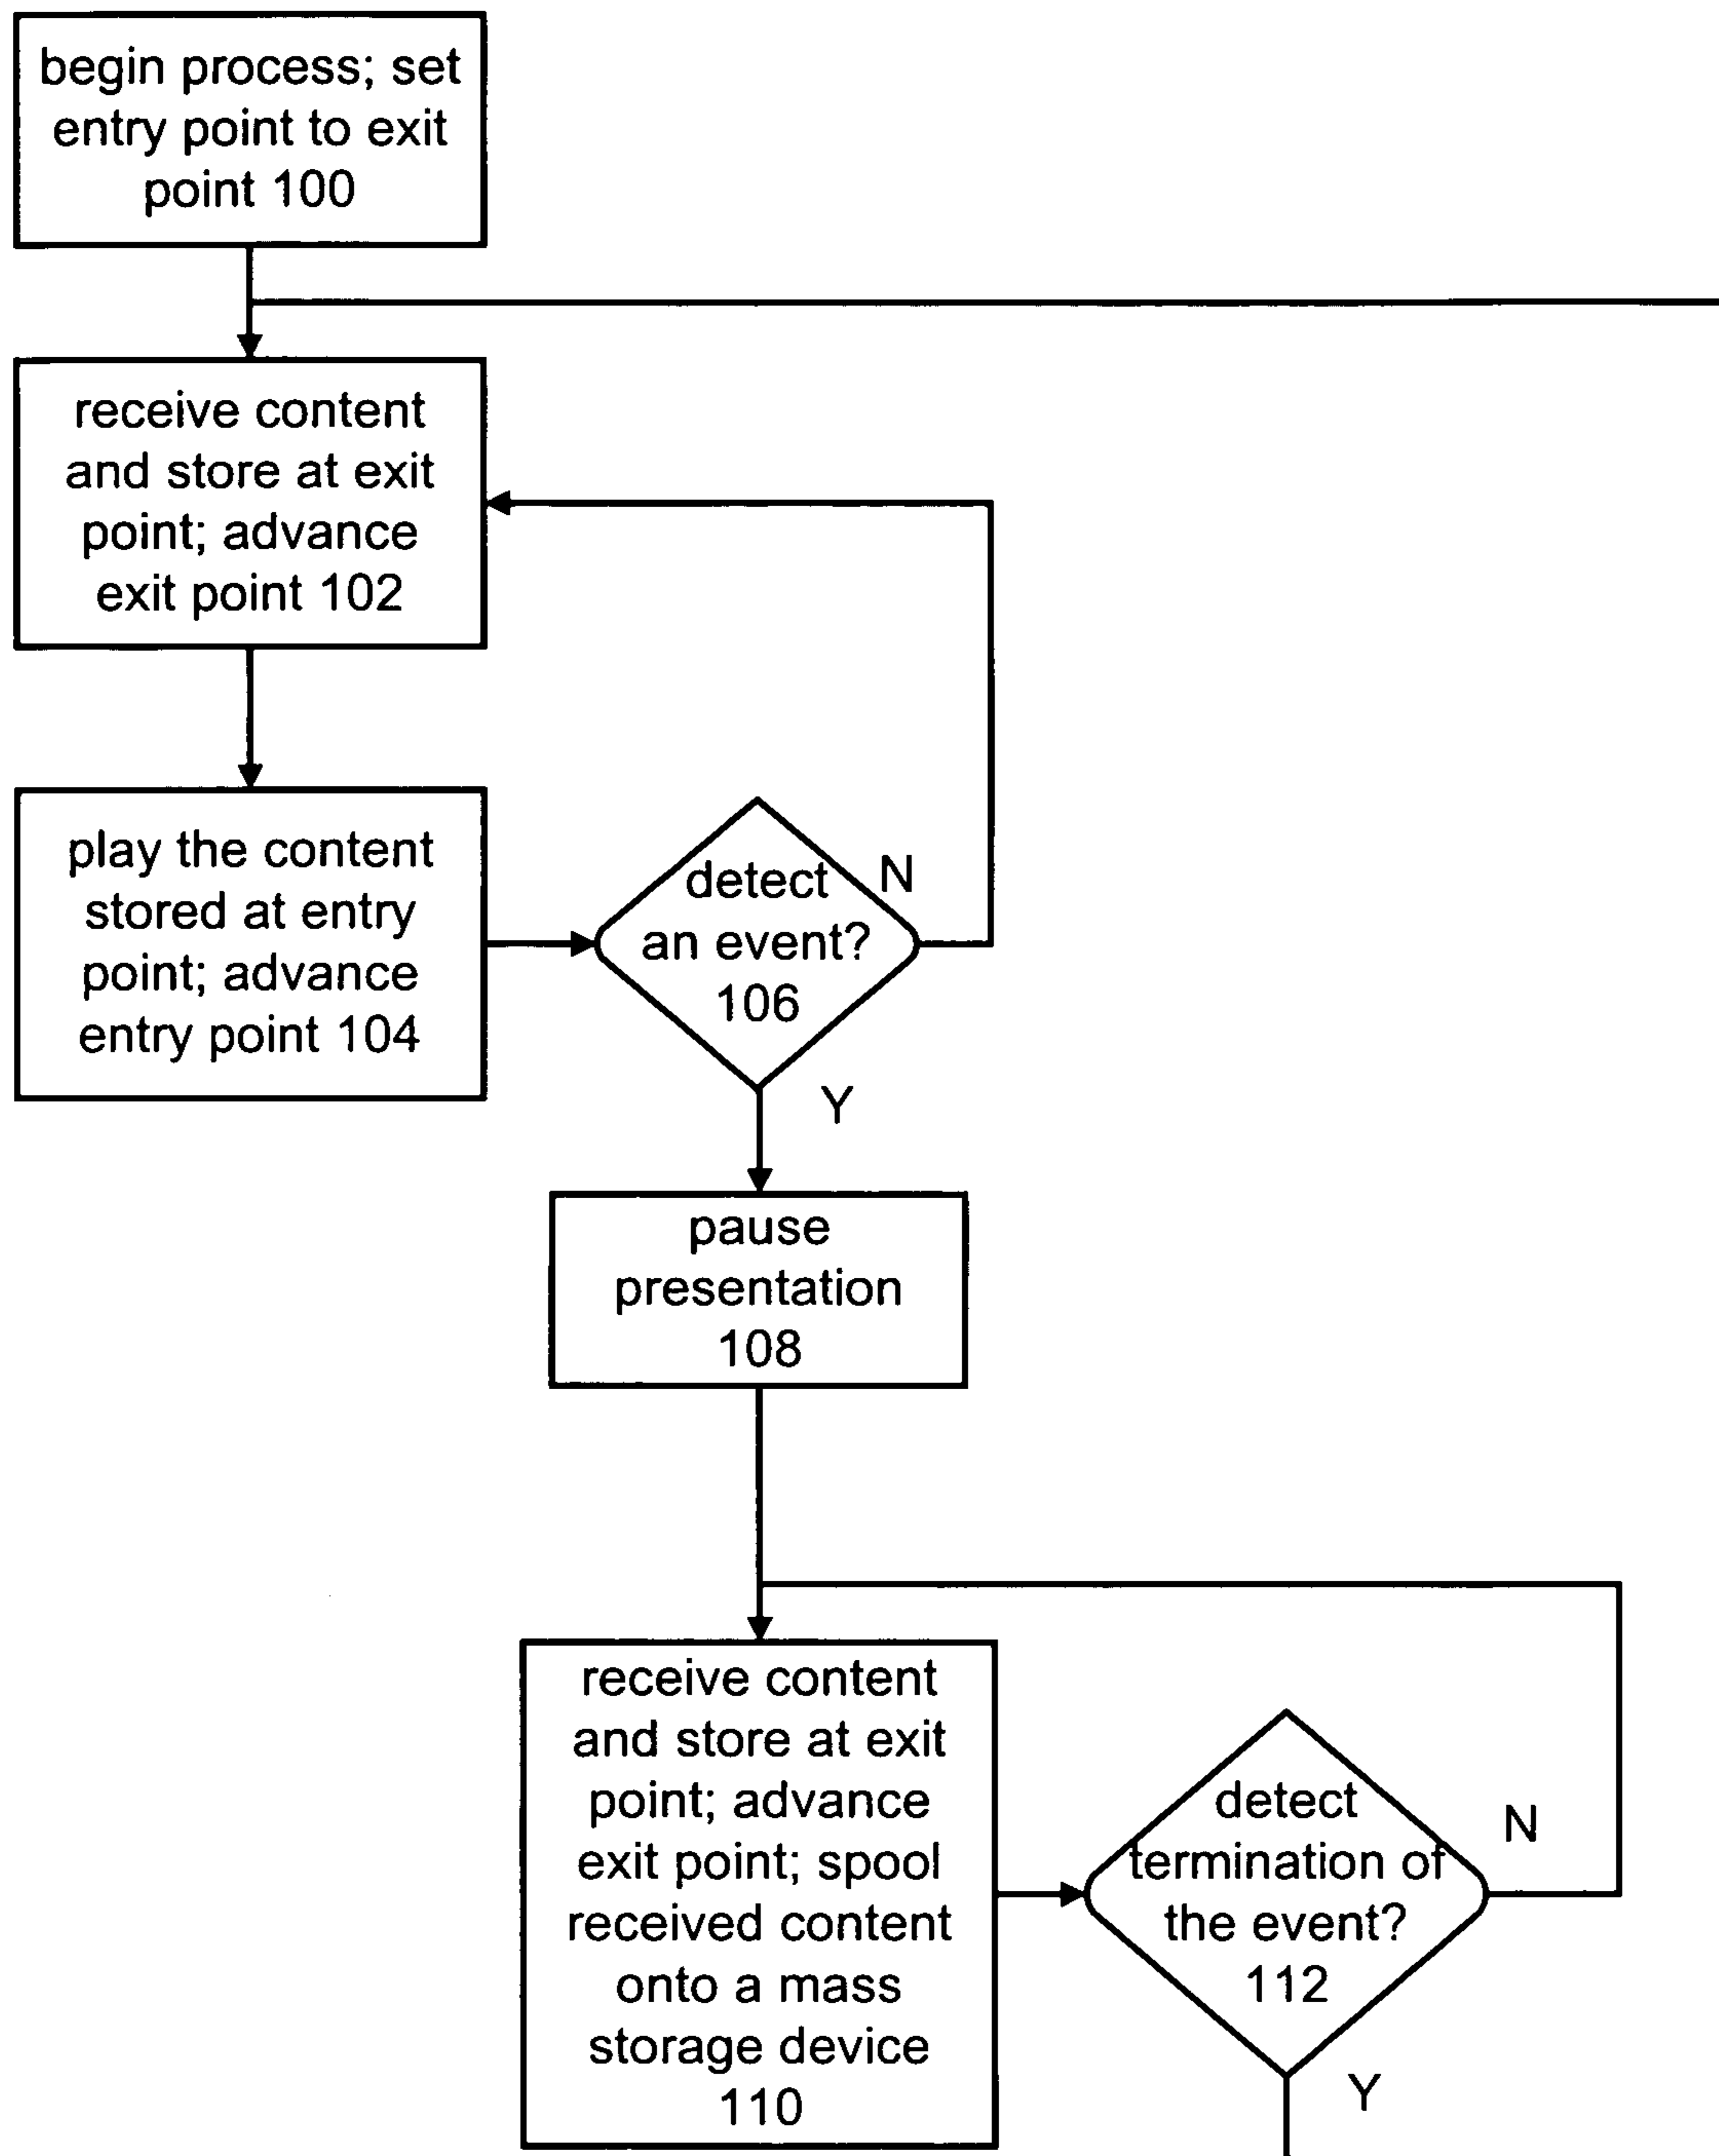 begin process; set
entry point to exit
point 100
receive content
and store at exit
point; advance
exit point 102
play the content
stored at entry
point; advance
entry point 104
detect
an event?
106
N
Y
pause
presentation
108
receive content
and store at exit
point; advance
exit point; spool
received content
onto a mass
storage device
110
detect
termination of
the event?
112
N
Y